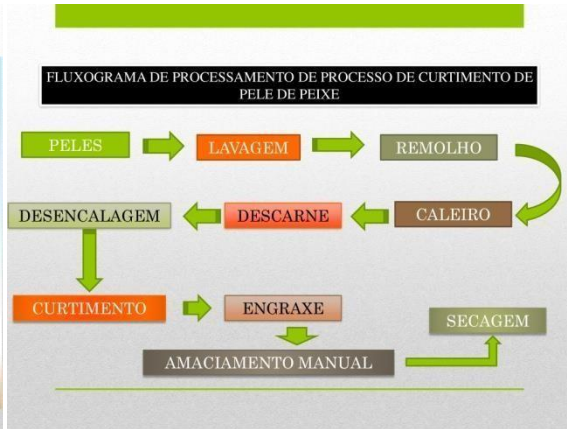 FLUXOGRAMA DE PROCESSAMENTO DE PROCESSO DE CURTIMENTO DE
PELE DE PEIXE
PELES
LAVAGEM
REMOLHO
CALEIRO
DESCARNE
DESENCALAGEM
CURTIMENTO
ENGRAXE
AMACIAMENTO MANUAL
SECAGEM